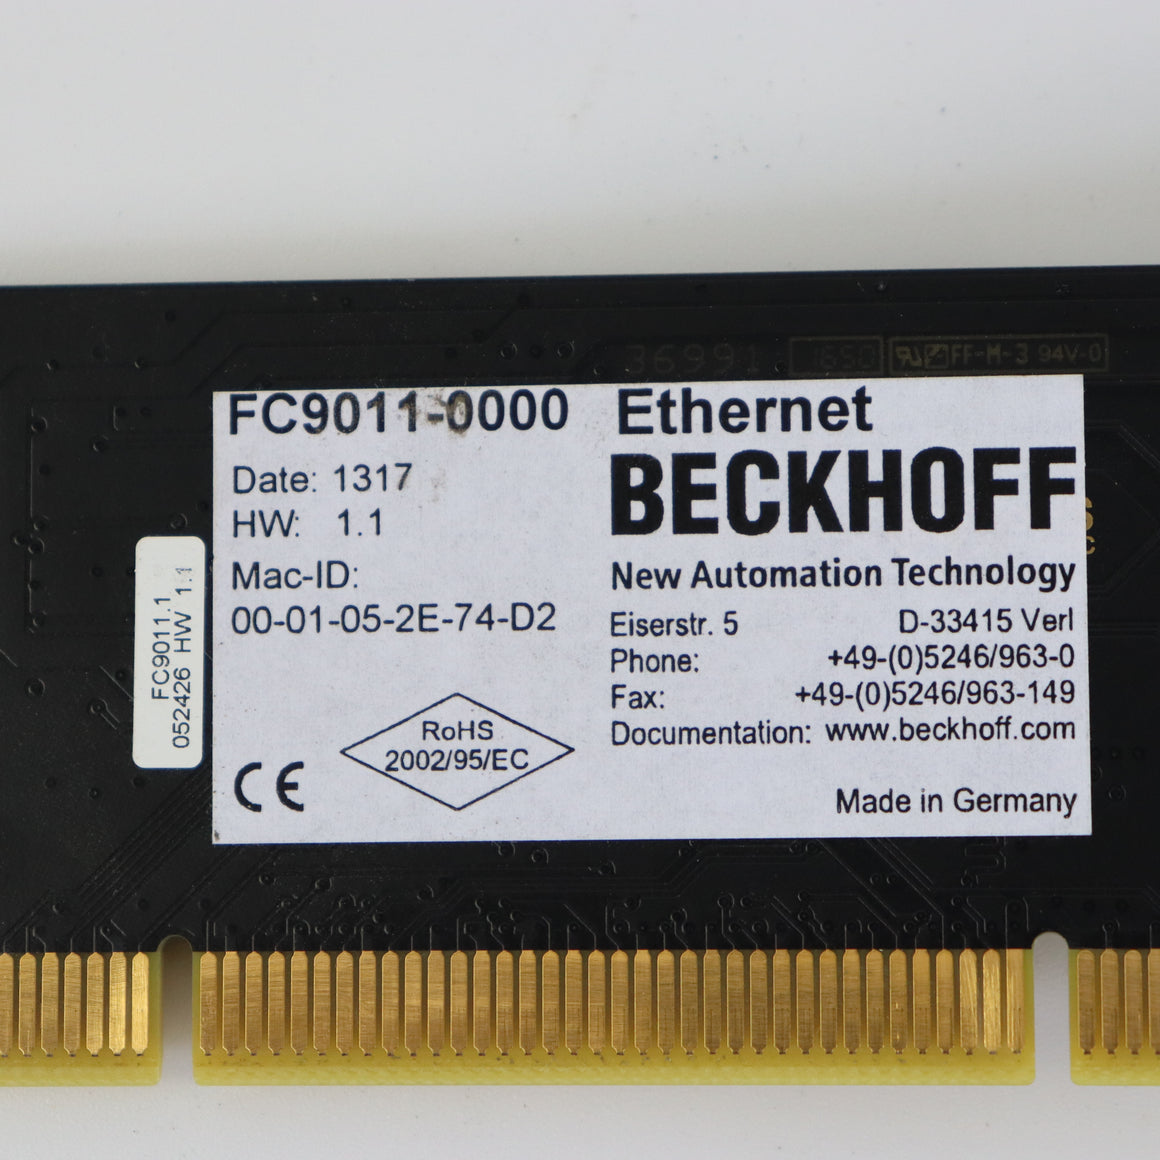 36991
1650
FF-M-3 94V-0
FC9011-0000 Ethernet
BECKHOFF
New Automation Technology
Date: 1317
HW: 1.1
Mac-ID:
00-01-05-2E-74-D2
Eiserstr. 5 D-33415 Verl
Phone: +49-(0)5246/963-0
Fax: +49-(0)5246/963-149
Documentation: www.beckhoff.com
RoHS
2002/95/EC
CE
Made in Germany
FC9011.1
052426 HW 1.1